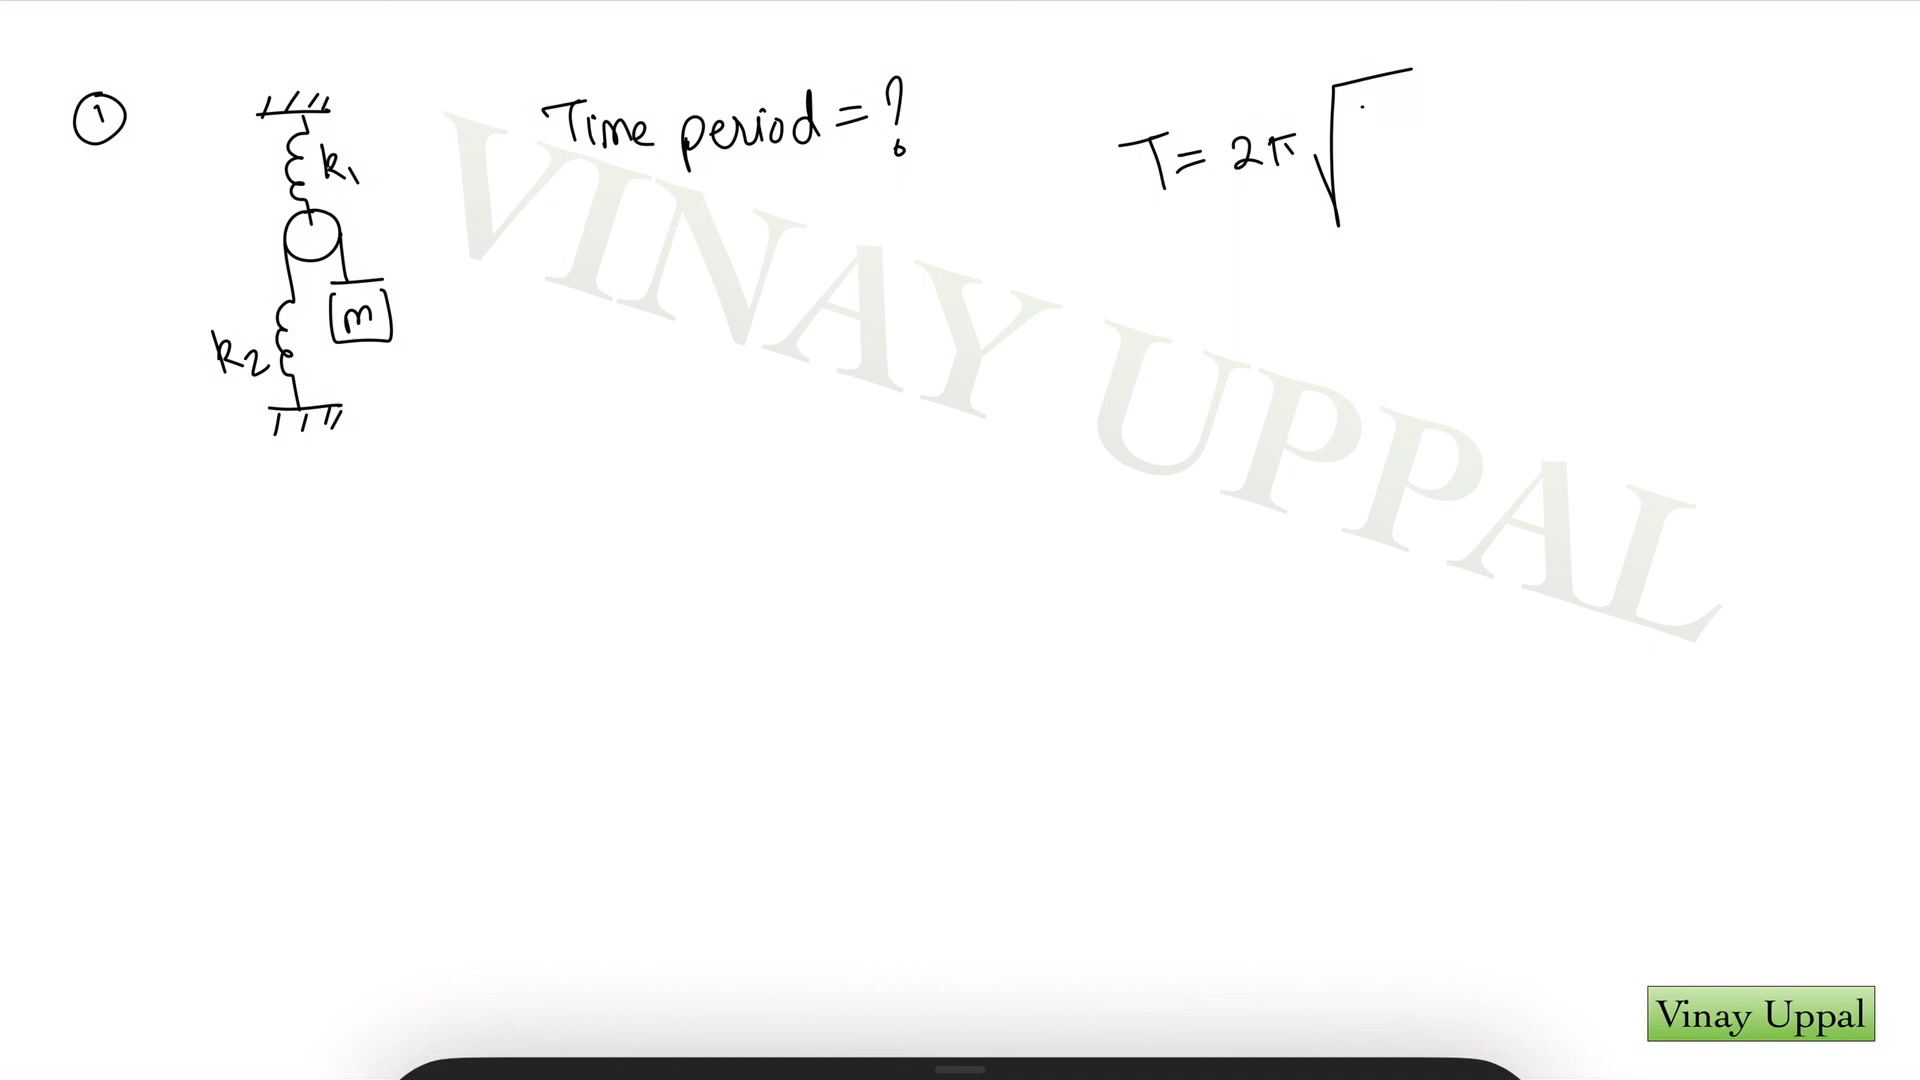 1
Time period = ?
T = 2π√
k₁
m
k₂
VINAY UPPAL
Vinay Uppal